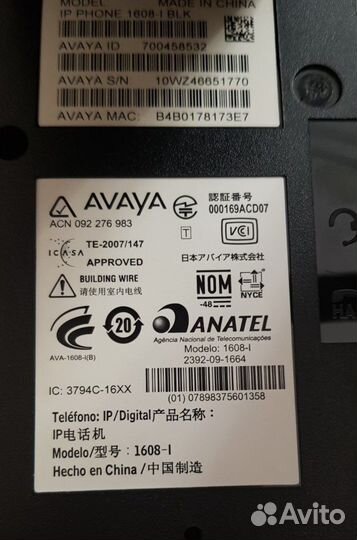 MODEL: MADE IN CHINA
IP PHONE 1608-I BLK
AVAYA ID 700458532
AVAYA S/N: 10WZ46651770
AVAYA MAC: B4B0178173E7
AVAYA 認証番号
ACN 092 276 983 000169ACD07
T VCI
ICASA TE-2007/147
APPROVED 日本アバイア株式会社
BUILDING WIRE
请使用室内电线
NOM
-48 NYCE
20 ANATEL
Agência Nacional de Telecomunicações
AVA-1608-I(B) Modelo: 1608-I
2392-09-1664
IC: 3794C-16XX
(01) 07898375601358
Teléfono: IP/Digital产品名称：
IP电话机
Modelo/型号: 1608-I
Hecho en China /中国制造
Avito